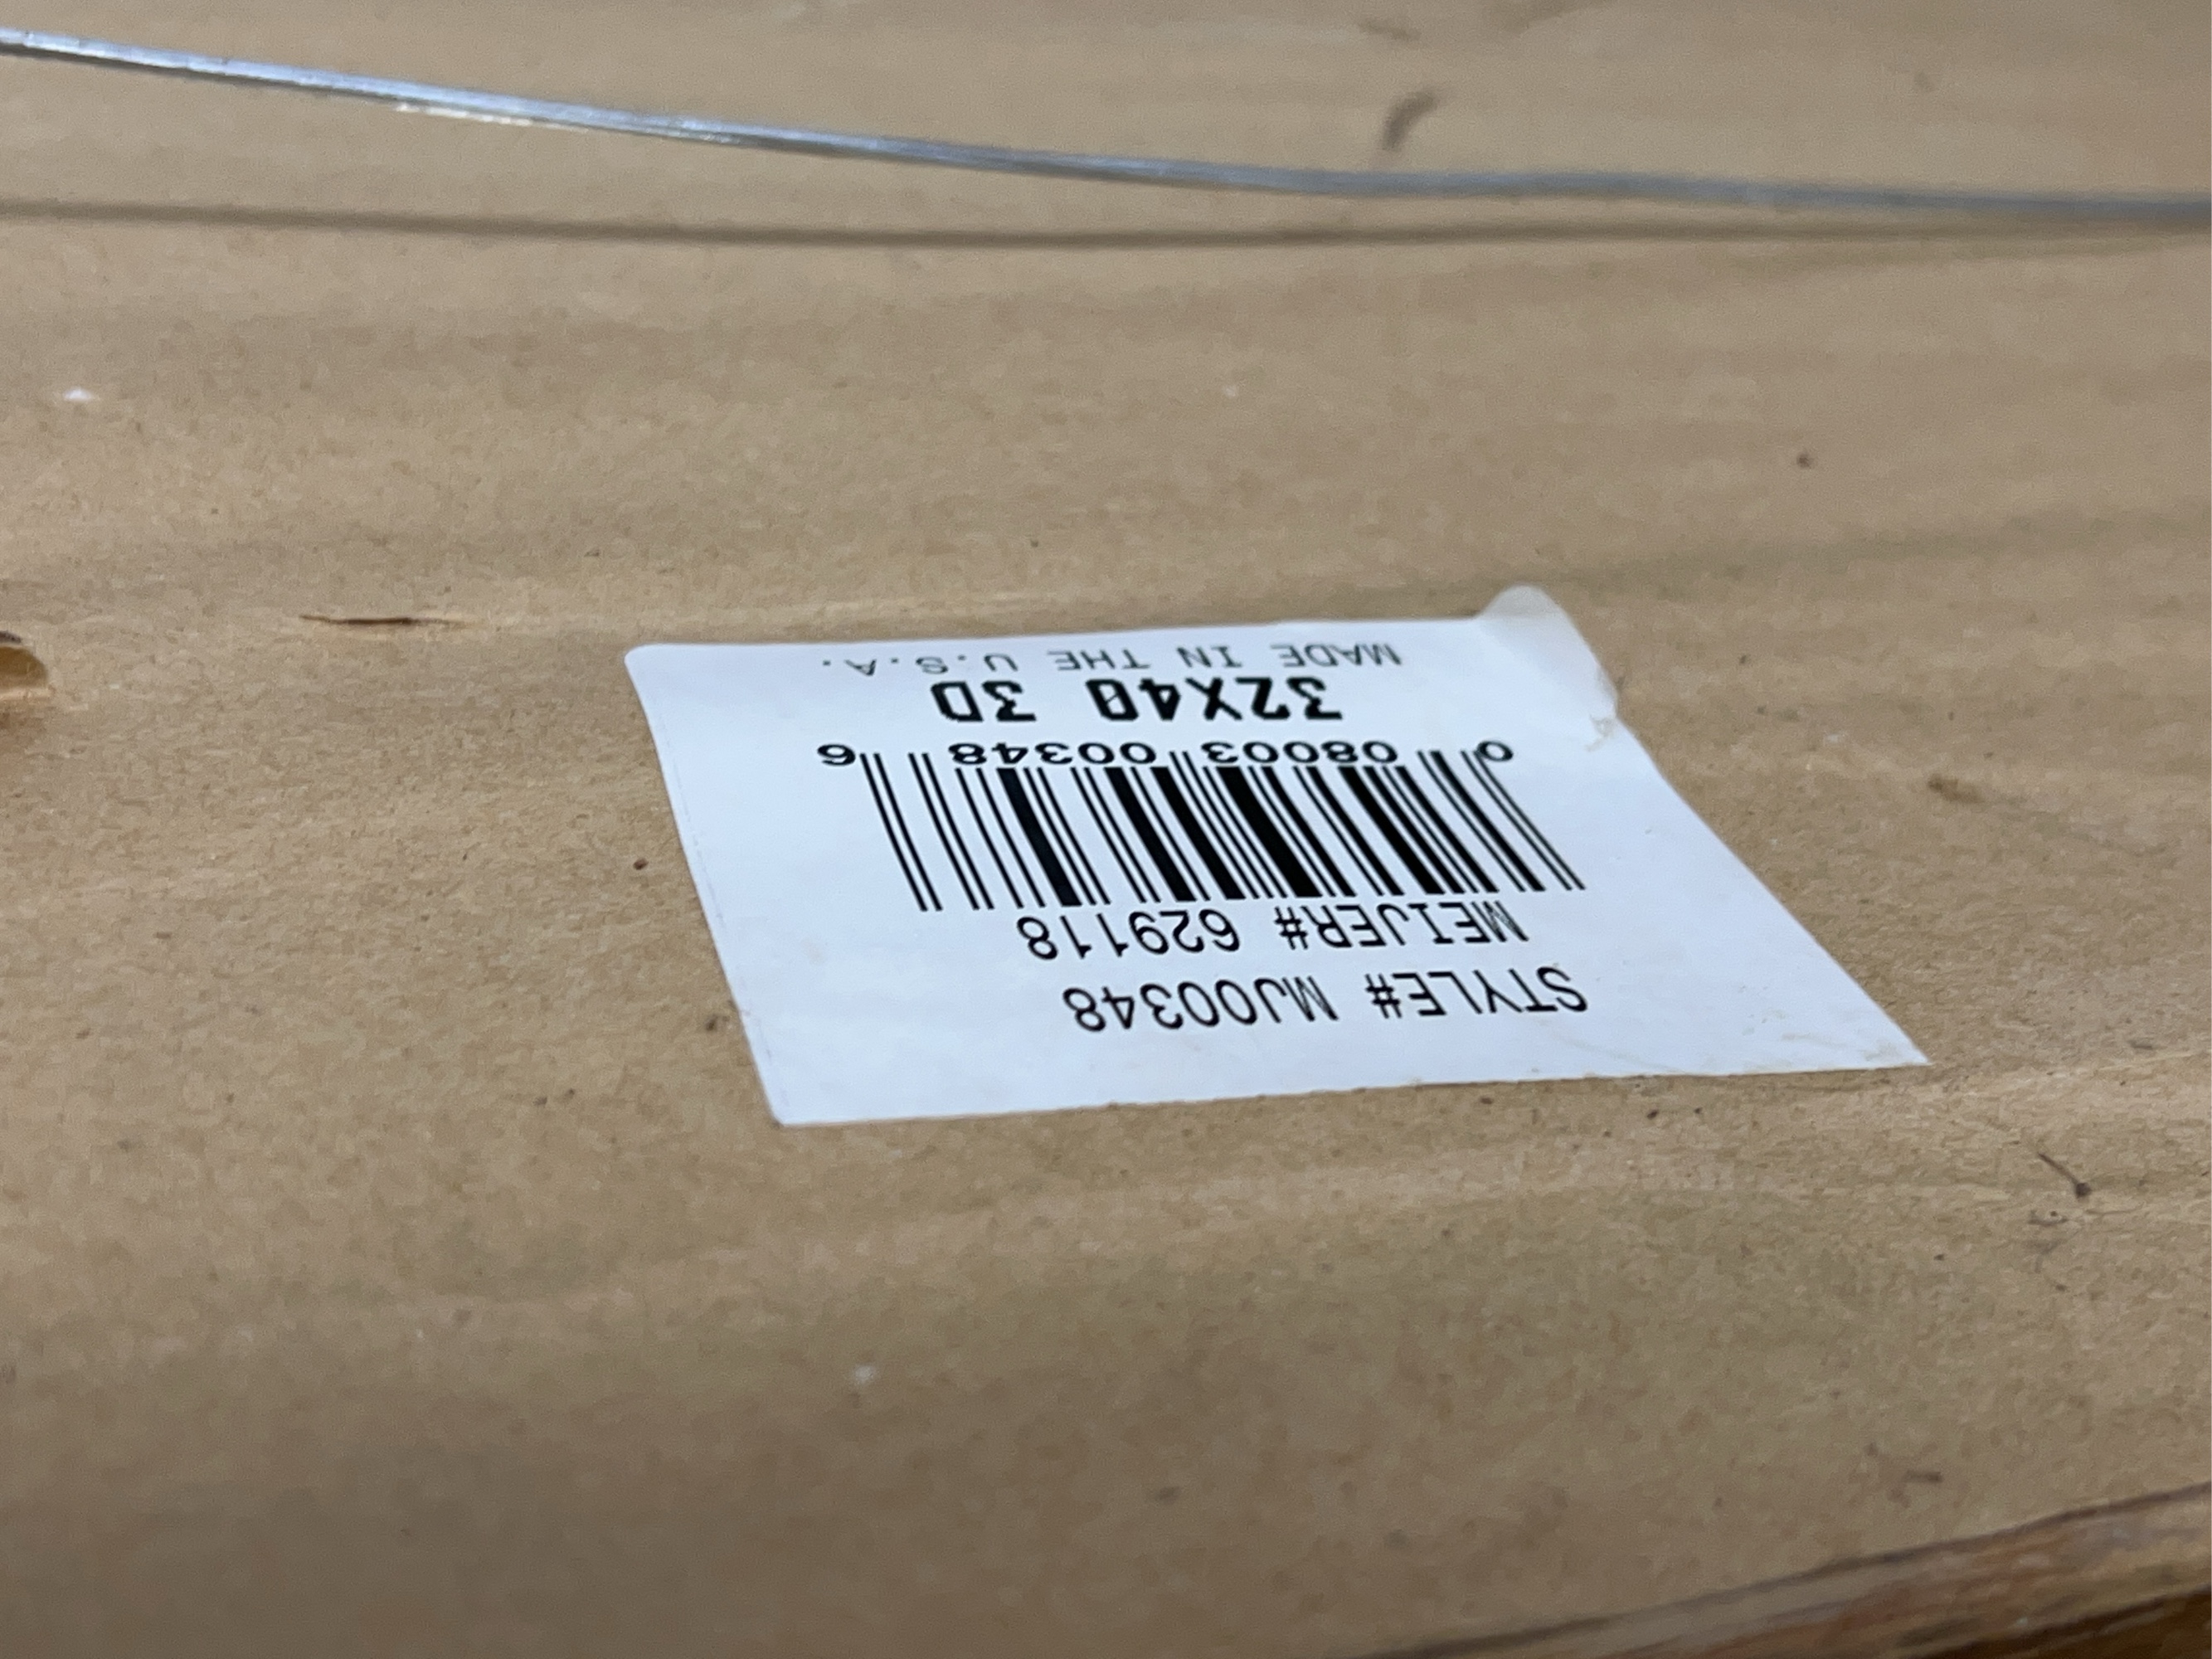 STYLE# MJ00348
MEIJER# 629118
0 08003 00348 6
32X40 3D
MADE IN THE U.S.A.